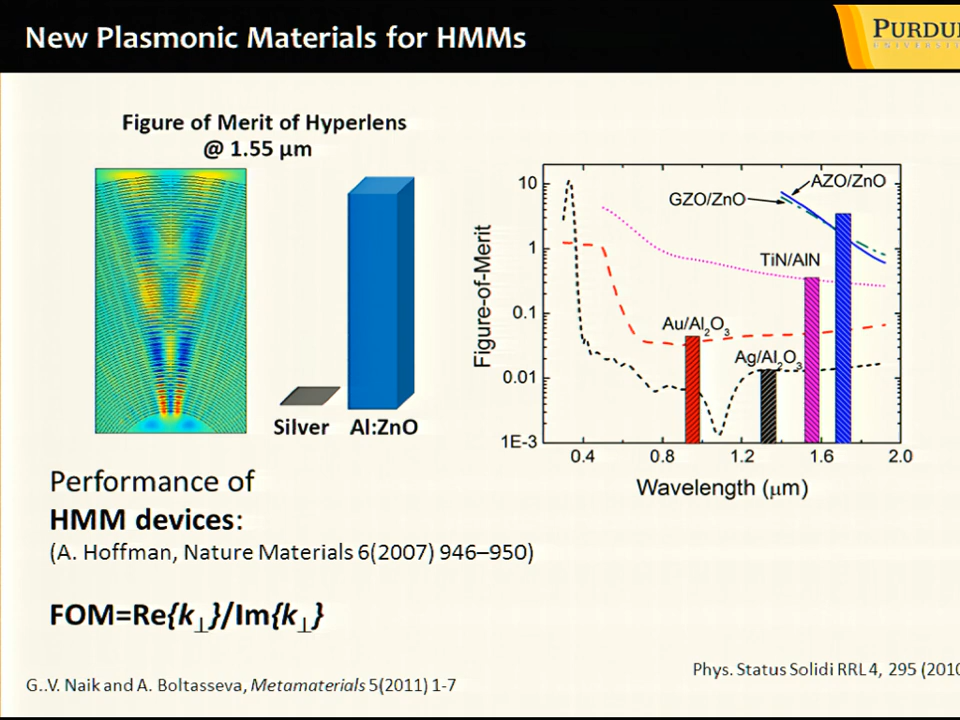 New Plasmonic Materials for HMMs
PURDU
Figure of Merit of Hyperlens
@ 1.55 μm
Silver Al:ZnO
Figure-of-Merit
10
1
0.1
0.01
1E-3
AZO/ZnO
GZO/ZnO
TiN/AlN
Au/Al₂O₃
Ag/Al₂O₃
0.4 0.8 1.2 1.6 2.0
Wavelength (μm)
Performance of
HMM devices:
(A. Hoffman, Nature Materials 6(2007) 946–950)
FOM=Re{k⊥}/Im{k⊥}
Phys. Status Solidi RRL 4, 295 (2010
G..V. Naik and A. Boltasseva, Metamaterials 5(2011) 1-7